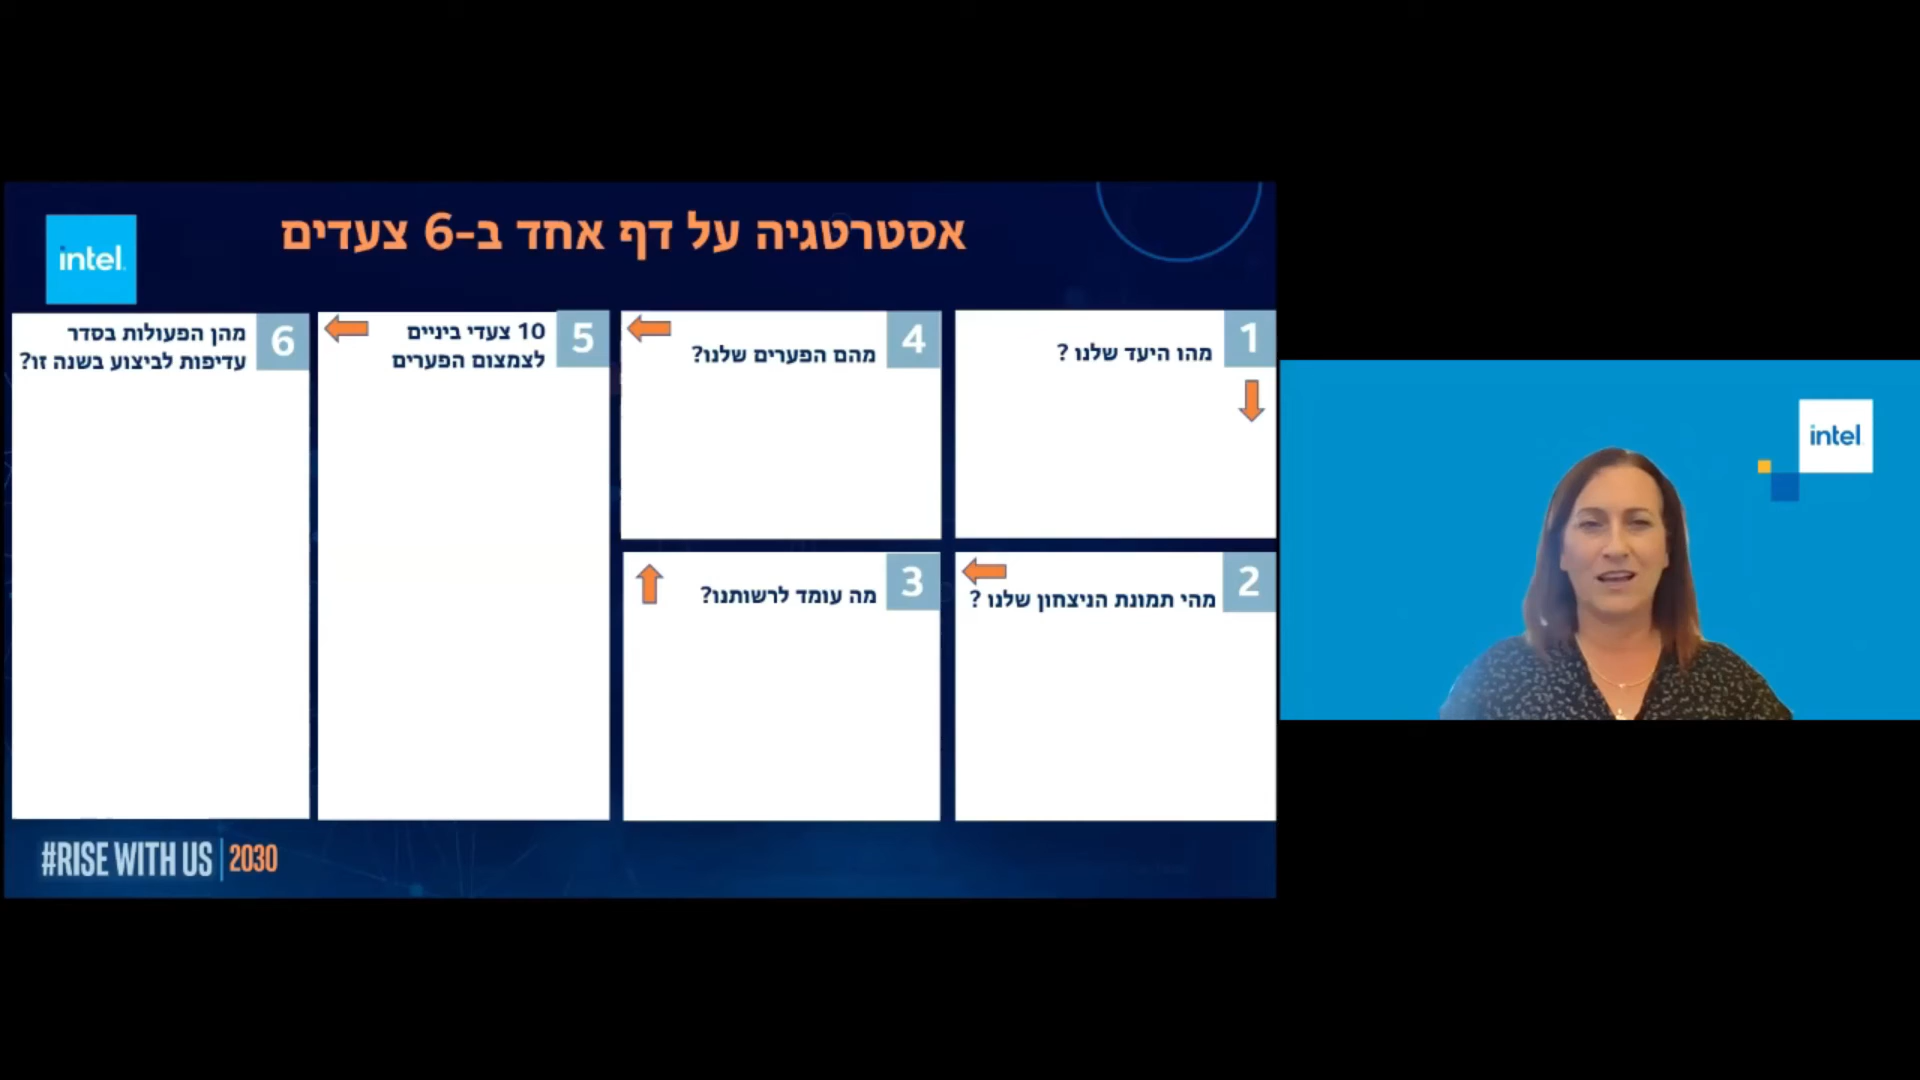 אסטרטגיה על דף אחד ב-6 צעדים
intel.
1
מהו היעד שלנו ?
2
מהי תמונת הניצחון שלנו ?
3
מה עומד לרשותנו?
4
מהם הפערים שלנו?
5
10 צעדי ביניים
לצמצום הפערים
6
מהן הפעולות בסדר
עדיפות לביצוע בשנה זו?
#RISE WITH US | 2030
intel.